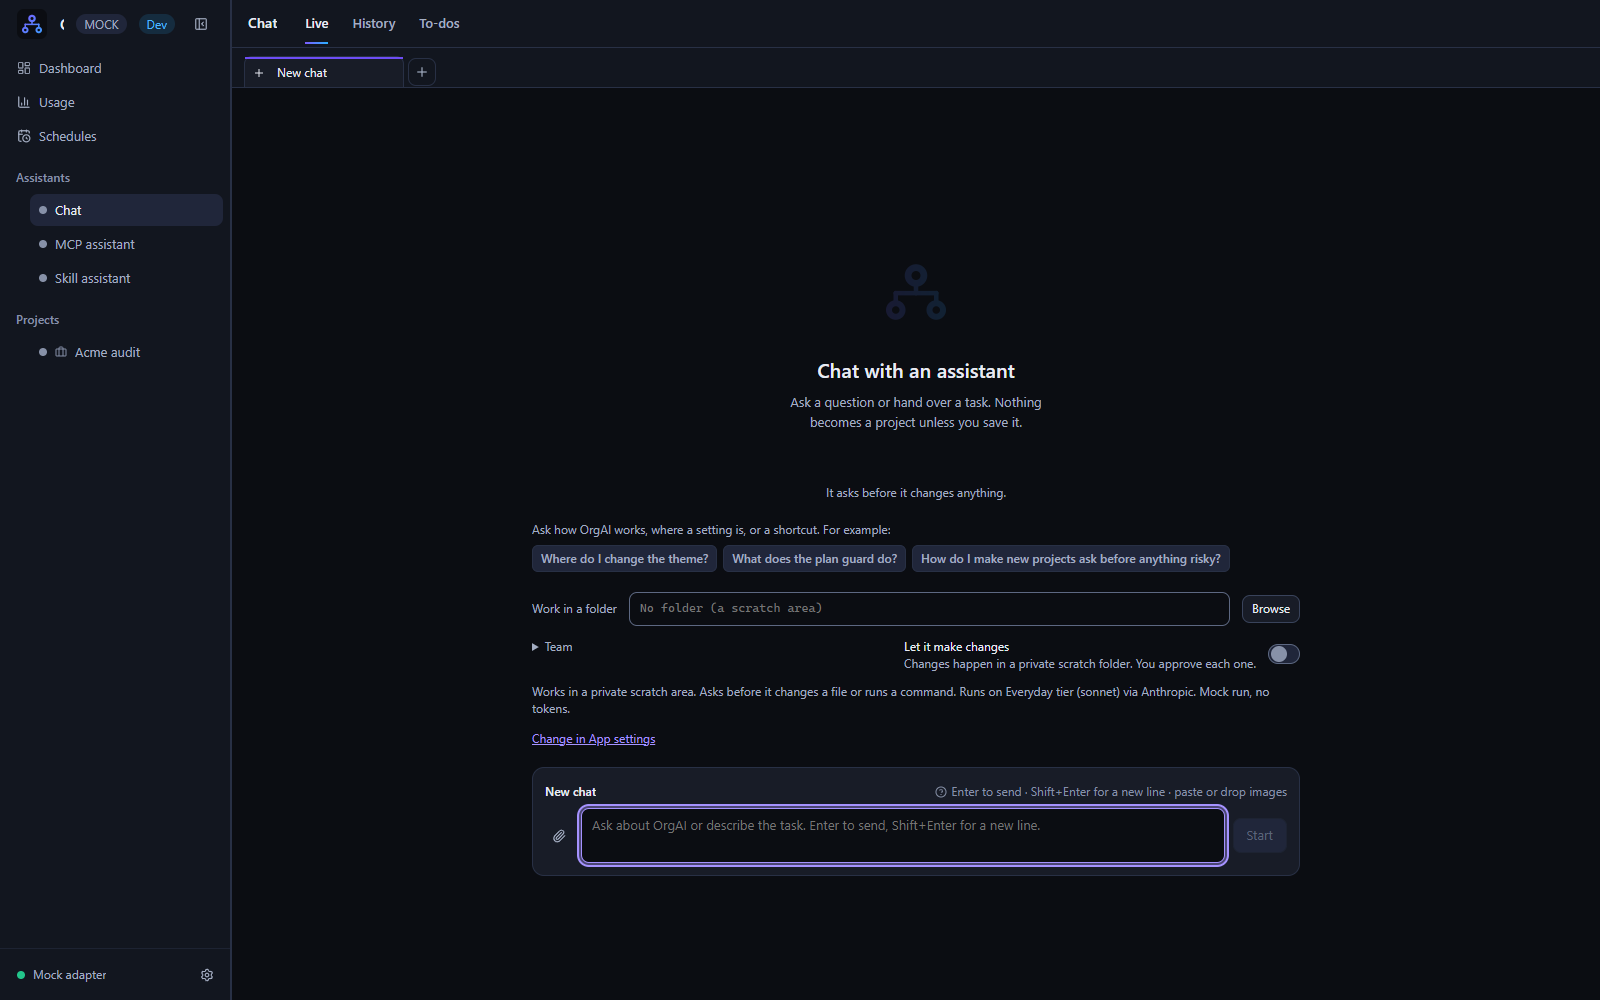 MOCK
Dev
Dashboard
Usage
Schedules
Assistants
Chat
MCP assistant
Skill assistant
Projects
Acme audit
Mock adapter
Chat
Live
History
To-dos
New chat
Chat with an assistant
Ask a question or hand over a task. Nothing
becomes a project unless you save it.
It asks before it changes anything.
Ask how OrgAI works, where a setting is, or a shortcut. For example:
Where do I change the theme?
What does the plan guard do?
How do I make new projects ask before anything risky?
Work in a folder
No folder (a scratch area)
Browse
Team
Let it make changes
Changes happen in a private scratch folder. You approve each one.
Works in a private scratch area. Asks before it changes a file or runs a command. Runs on Everyday tier (sonnet) via Anthropic. Mock run, no
tokens.
Change in App settings
New chat
Enter to send · Shift+Enter for a new line · paste or drop images
Ask about OrgAI or describe the task. Enter to send, Shift+Enter for a new line.
Start